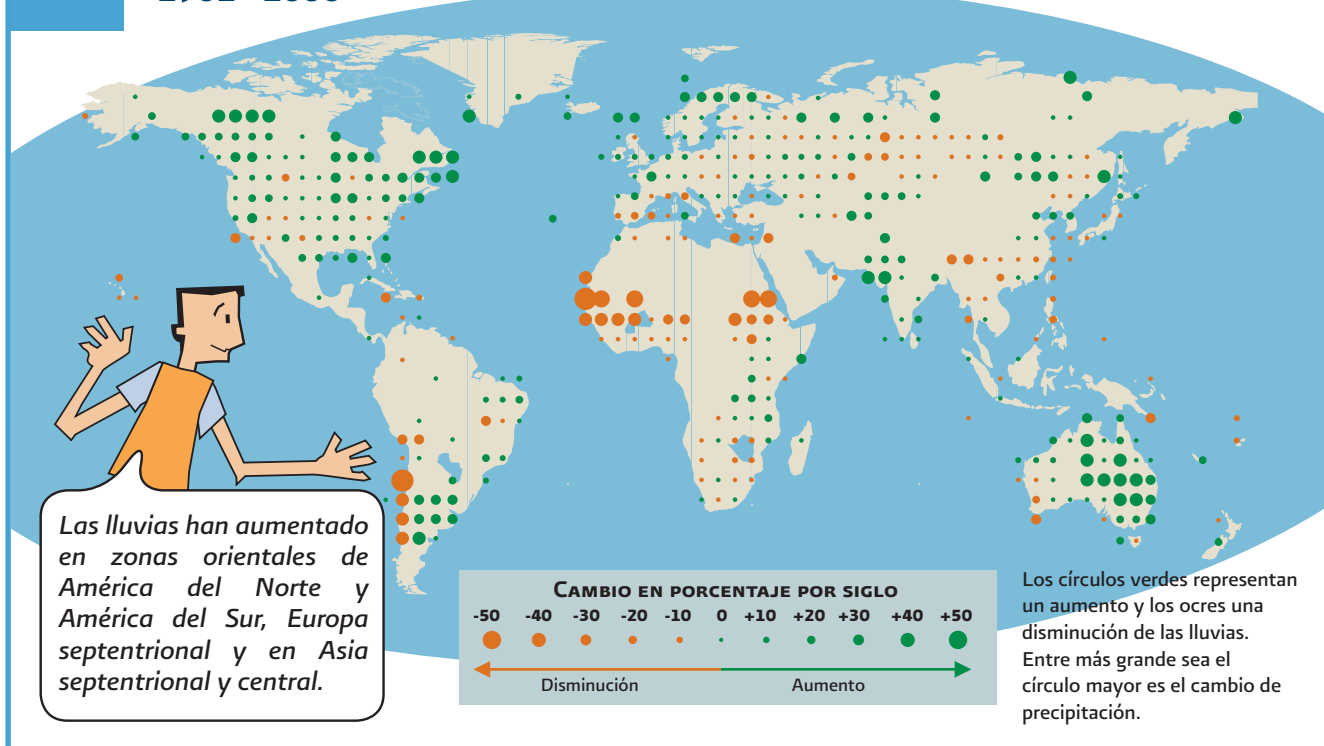 Las lluvias han aumentado
en zonas orientales de
América del Norte y
América del Sur, Europa
septentrional y en Asia
septentrional y central.
CAMBIO EN PORCENTAJE POR SIGLO
-50 -40 -30 -20 -10 0 +10 +20 +30 +40 +50
Disminución Aumento
Los círculos verdes representan
un aumento y los ocres una
disminución de las lluvias.
Entre más grande sea el
círculo mayor es el cambio de
precipitación.